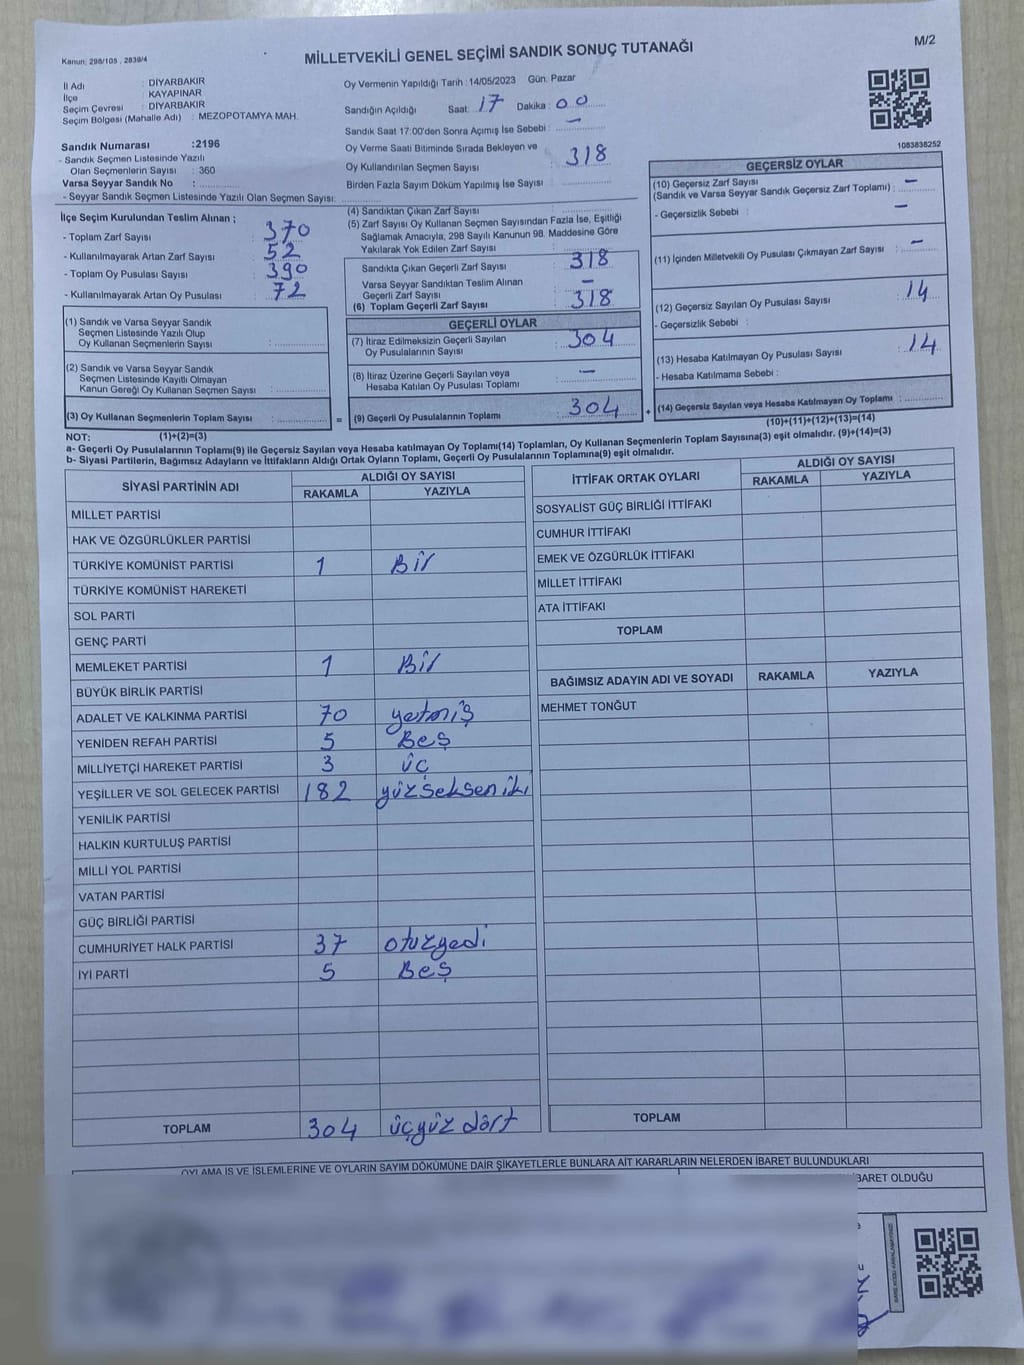 Kanun: 298/105 , 2839/4
MİLLETVEKİLİ GENEL SEÇİMİ SANDIK SONUÇ TUTANAĞI
M/2
İl Adı : DİYARBAKIR
İlçe : KAYAPINAR
Seçim Çevresi : DİYARBAKIR
Seçim Bölgesi (Mahalle Adı) : MEZOPOTAMYA MAH.
Sandık Numarası :2196
- Sandık Seçmen Listesinde Yazılı
Olan Seçmenlerin Sayısı : 360
Varsa Seyyar Sandık No :
- Seyyar Sandık Seçmen Listesinde Yazılı Olan Seçmen Sayısı:
Oy Vermenin Yapıldığı Tarih : 14/05/2023 Gün: Pazar
Sandığın Açıldığı Saat: 17 Dakika : 00
Sandık Saat 17:00'den Sonra Açımış İse Sebebi : —
Oy Verme Saati Bitiminde Sırada Bekleyen ve
Oy Kullandırılan Seçmen Sayısı : 318
Birden Fazla Sayım Döküm Yapılmış İse Sayısı :
1083838252
İlçe Seçim Kurulundan Teslim Alınan ;
- Toplam Zarf Sayısı : 370
- Kullanılmayarak Artan Zarf Sayısı : 52
- Toplam Oy Pusulası Sayısı : 390
- Kullanılmayarak Artan Oy Pusulası : 72
(1) Sandık ve Varsa Seyyar Sandık
Seçmen Listesinde Yazılı Olup
Oy Kullanan Seçmenlerin Sayısı :
(2) Sandık ve Varsa Seyyar Sandık
Seçmen Listesinde Kayıtlı Olmayan
Kanun Gereği Oy Kullanan Seçmen Sayısı :
(3) Oy Kullanan Seçmenlerin Toplam Sayısı :
(1)+(2)=(3)
(4) Sandıktan Çıkan Zarf Sayısı :
(5) Zarf Sayısı Oy Kullanan Seçmen Sayısından Fazla İse, Eşitliği
Sağlamak Amacıyla; 298 Sayılı Kanunun 98. Maddesine Göre
Yakılarak Yok Edilen Zarf Sayısı :
Sandıkta Çıkan Geçerli Zarf Sayısı : 318
Varsa Seyyar Sandıktan Teslim Alınan
Geçerli Zarf Sayısı : —
(6) Toplam Geçerli Zarf Sayısı : 318
GEÇERLİ OYLAR
(7) İtiraz Edilmeksizin Geçerli Sayılan
Oy Pusulalarının Sayısı : 304
(8) İtiraz Üzerine Geçerli Sayılan veya
Hesaba Katılan Oy Pusulası Toplamı : —
= (9) Geçerli Oy Pusulalarının Toplamı : 304 +
GEÇERSİZ OYLAR
(10) Geçersiz Zarf Sayısı
(Sandık ve Varsa Seyyar Sandık Geçersiz Zarf Toplamı) : —
- Geçersizlik Sebebi : —
(11) İçinden Milletvekili Oy Pusulası Çıkmayan Zarf Sayısı : —
(12) Geçersiz Sayılan Oy Pusulası Sayısı : 14
- Geçersizlik Sebebi :
(13) Hesaba Katılmayan Oy Pusulası Sayısı : 14
- Hesaba Katılmama Sebebi :
(14) Geçersiz Sayılan veya Hesaba Katılmayan Oy Toplamı :
(10)+(11)+(12)+(13)=(14)
NOT:
a- Geçerli Oy Pusulalarının Toplamı(9) ile Geçersiz Sayılan veya Hesaba katılmayan Oy Toplamı(14) Toplamları, Oy Kullanan Seçmenlerin Toplam Sayısına(3) eşit olmalıdır. (9)+(14)=(3)
b- Siyasi Partilerin, Bağımsız Adayların ve İttifakların Aldığı Ortak Oyların Toplamı, Geçerli Oy Pusulalarının Toplamına(9) eşit olmalıdır.
SİYASİ PARTİNİN ADI ALDIĞI OY SAYISI
RAKAMLA YAZIYLA
MİLLET PARTİSİ
HAK VE ÖZGÜRLÜKLER PARTİSİ
TÜRKİYE KOMÜNİST PARTİSİ 1 Bir
TÜRKİYE KOMÜNİST HAREKETİ
SOL PARTİ
GENÇ PARTİ
MEMLEKET PARTİSİ 1 Bir
BÜYÜK BİRLİK PARTİSİ
ADALET VE KALKINMA PARTİSİ 70 yetmiş
YENİDEN REFAH PARTİSİ 5 Beş
MİLLİYETÇİ HAREKET PARTİSİ 3 üç
YEŞİLLER VE SOL GELECEK PARTİSİ 182 yüzseksen iki
YENİLİK PARTİSİ
HALKIN KURTULUŞ PARTİSİ
MİLLİ YOL PARTİSİ
VATAN PARTİSİ
GÜÇ BİRLİĞİ PARTİSİ
CUMHURİYET HALK PARTİSİ 37 otuzyedi
İYİ PARTİ 5 Beş
TOPLAM 304 üçyüz dört
İTTİFAK ORTAK OYLARI ALDIĞI OY SAYISI
RAKAMLA YAZIYLA
SOSYALİST GÜÇ BİRLİĞİ İTTİFAKI
CUMHUR İTTİFAKI
EMEK VE ÖZGÜRLÜK İTTİFAKI
MİLLET İTTİFAKI
ATA İTTİFAKI
TOPLAM
BAĞIMSIZ ADAYIN ADI VE SOYADI RAKAMLA YAZIYLA
MEHMET TONĞUT
TOPLAM
OYLAMA İŞ VE İŞLEMLERİNE VE OYLARIN SAYIM DÖKÜMÜNE DAİR ŞİKAYETLERLE BUNLARA AİT KARARLARIN NELERDEN İBARET BULUNDUKLARI
BARET OLDUĞU